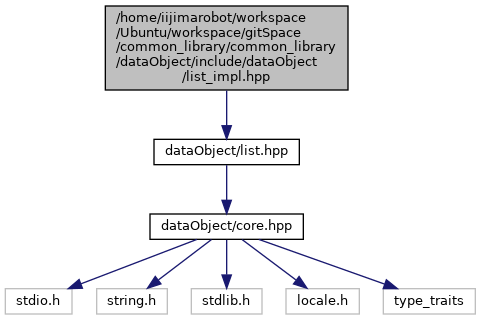 /home/iijimarobot/workspace
/Ubuntu/workspace/gitSpace
/common_library/common_library
/dataObject/include/dataObject
/list_impl.hpp
dataObject/list.hpp
dataObject/core.hpp
stdio.h
string.h
stdlib.h
locale.h
type_traits